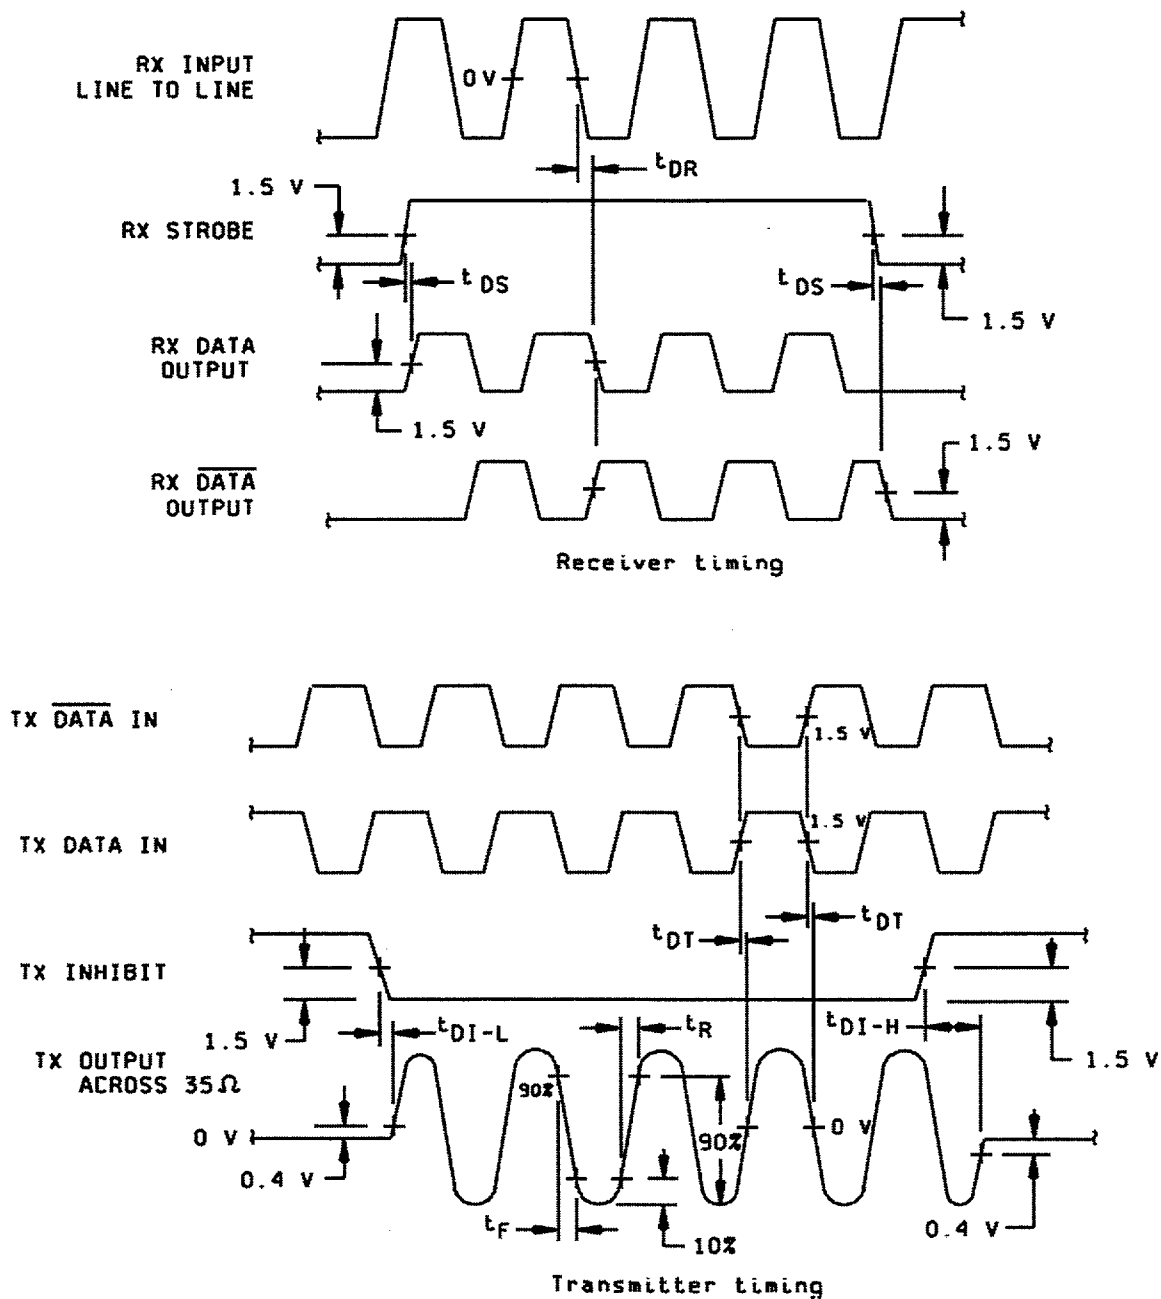 RX INPUT
LINE TO LINE
0 V
tDR
1.5 V
RX STROBE
tDS
tDS
1.5 V
RX DATA
OUTPUT
1.5 V
1.5 V
RX D̅A̅T̅A̅
OUTPUT
Receiver timing
TX D̅A̅T̅A̅ IN
1.5 V
TX DATA IN
1.5 V
tDT
tDT
TX INHIBIT
1.5 V
tDI-L
tR
tDI-H
1.5 V
TX OUTPUT
ACROSS 35Ω
90%
0 V
90%
0 V
0.4 V
tF
10%
0.4 V
Transmitter timing